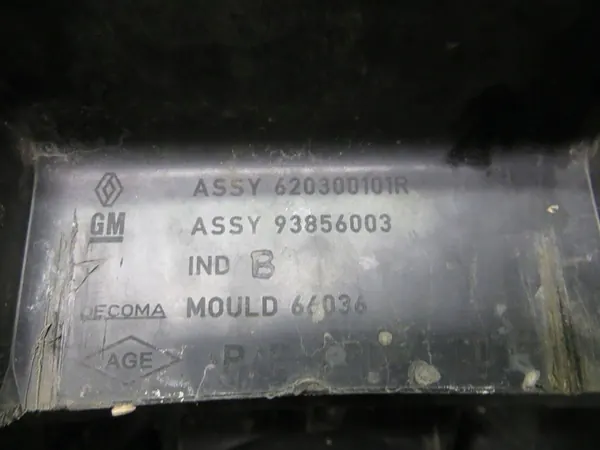 ASSY 620300101R
GM ASSY 93856003
IND B
DECOMA MOULD 66036
AGE